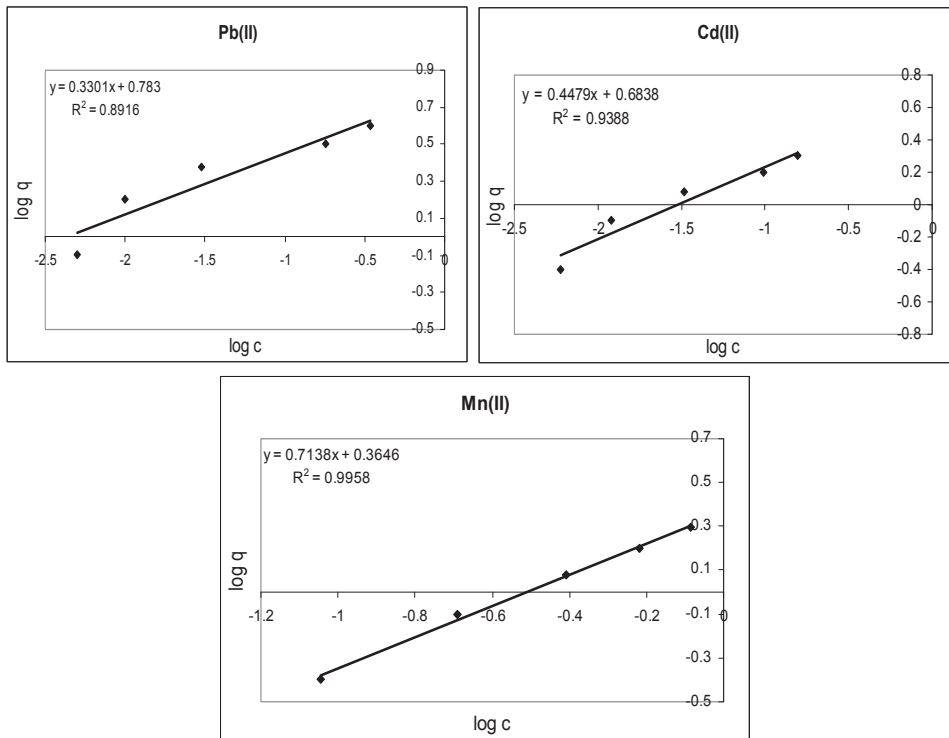 Pb(II)
y = 0.3301x + 0.783
R² = 0.8916
0.9
0.7
0.5
0.3
0.1
-0.1
-0.3
-0.5
-2.5 -2 -1.5 -1 -0.5 0
log q
log c
Cd(II)
y = 0.4479x + 0.6838
R² = 0.9388
0.8
0.6
0.4
0.2
0
-0.2
-0.4
-0.6
-0.8
-2.5 -2 -1.5 -1 -0.5 0
log q
log c
Mn(II)
y = 0.7138x + 0.3646
R² = 0.9958
0.7
0.5
0.3
0.1
-0.1
-0.3
-0.5
-1.2 -1 -0.8 -0.6 -0.4 -0.2 0
log q
log c